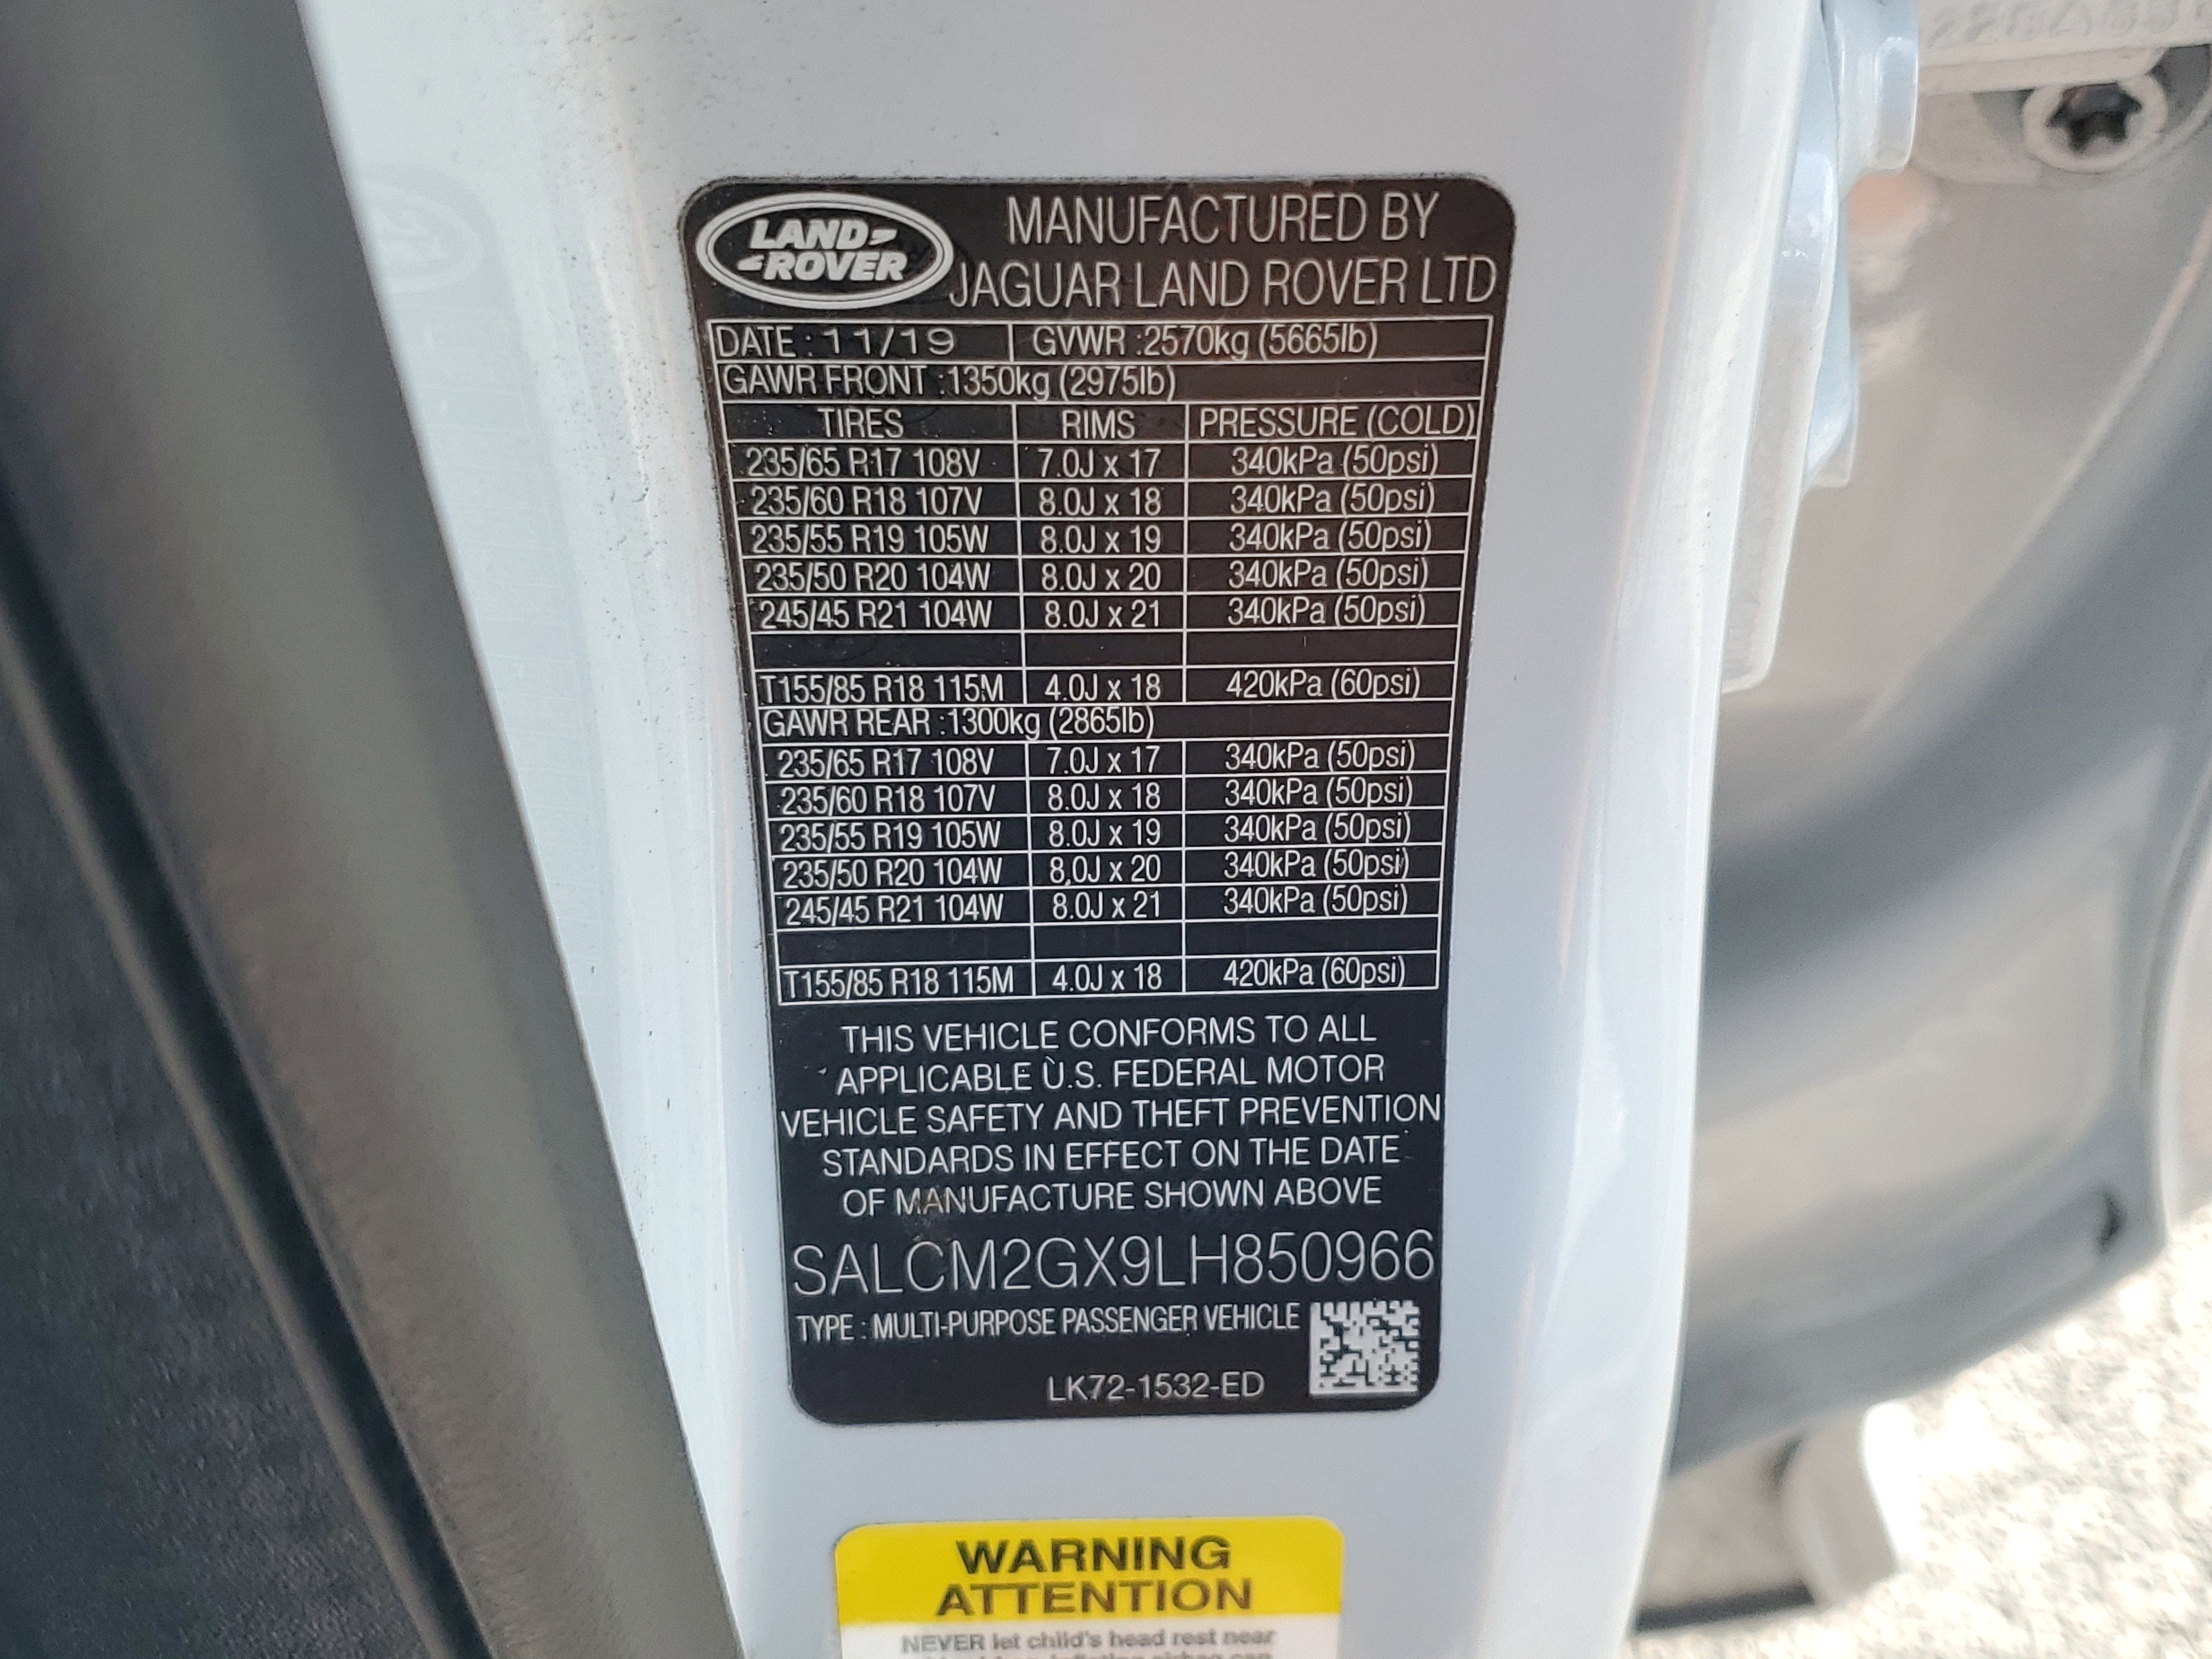 LAND-
-ROVER
MANUFACTURED BY
JAGUAR LAND ROVER LTD
DATE : 11/19 GVWR :2570kg (5665lb)
GAWR FRONT :1350kg (2975lb)
TIRES RIMS PRESSURE (COLD)
235/65 R17 108V 7.0J x 17 340kPa (50psi)
235/60 R18 107V 8.0J x 18 340kPa (50psi)
235/55 R19 105W 8.0J x 19 340kPa (50psi)
235/50 R20 104W 8.0J x 20 340kPa (50psi)
245/45 R21 104W 8.0J x 21 340kPa (50psi)
T155/85 R18 115M 4.0J x 18 420kPa (60psi)
GAWR REAR :1300kg (2865lb)
235/65 R17 108V 7.0J x 17 340kPa (50psi)
235/60 R18 107V 8.0J x 18 340kPa (50psi)
235/55 R19 105W 8.0J x 19 340kPa (50psi)
235/50 R20 104W 8.0J x 20 340kPa (50psi)
245/45 R21 104W 8.0J x 21 340kPa (50psi)
T155/85 R18 115M 4.0J x 18 420kPa (60psi)
THIS VEHICLE CONFORMS TO ALL
APPLICABLE U.S. FEDERAL MOTOR
VEHICLE SAFETY AND THEFT PREVENTION
STANDARDS IN EFFECT ON THE DATE
OF MANUFACTURE SHOWN ABOVE
SALCM2GX9LH850966
TYPE : MULTI-PURPOSE PASSENGER VEHICLE
LK72-1532-ED
WARNING
ATTENTION
NEVER let child's head rest near